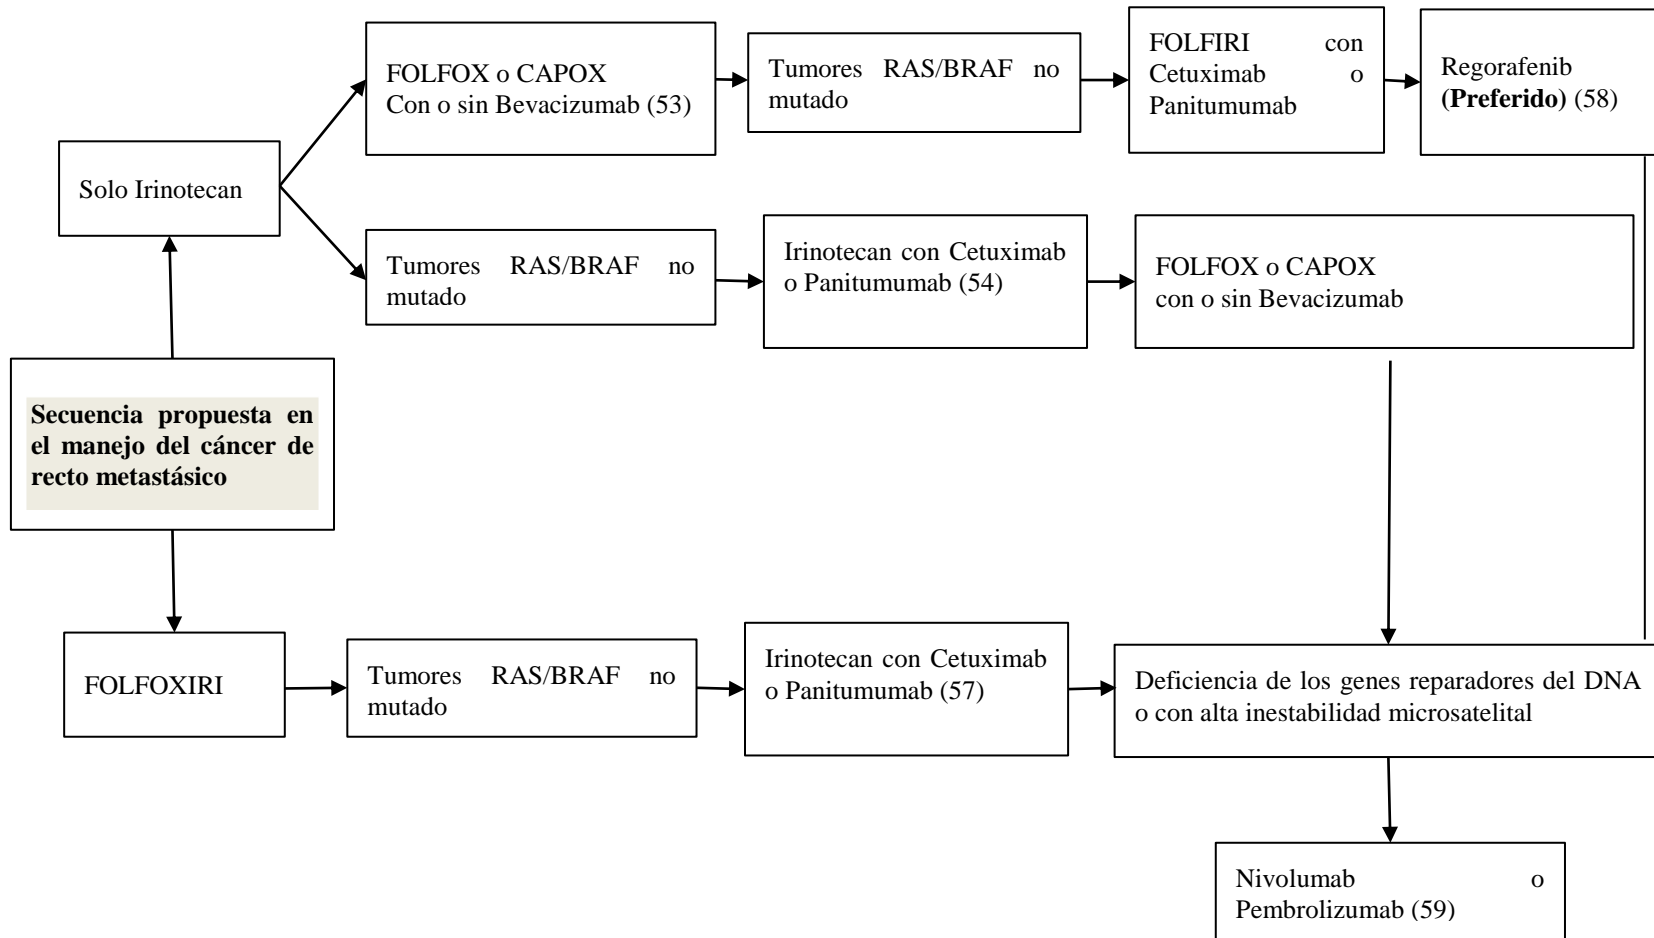 FOLFOX o CAPOX
Con o sin Bevacizumab (53)
Tumores RAS/BRAF no
mutado
FOLFIRI con
Cetuximab o
Panitumumab
Regorafenib
(Preferido) (58)
Solo Irinotecan
Tumores RAS/BRAF no
mutado
Irinotecan con Cetuximab
o Panitumumab (54)
FOLFOX o CAPOX
con o sin Bevacizumab
Secuencia propuesta en
el manejo del cáncer de
recto metastásico
FOLFOXIRI
Tumores RAS/BRAF no
mutado
Irinotecan con Cetuximab
o Panitumumab (57)
Deficiencia de los genes reparadores del DNA
o con alta inestabilidad microsatelital
Nivolumab o
Pembrolizumab (59)